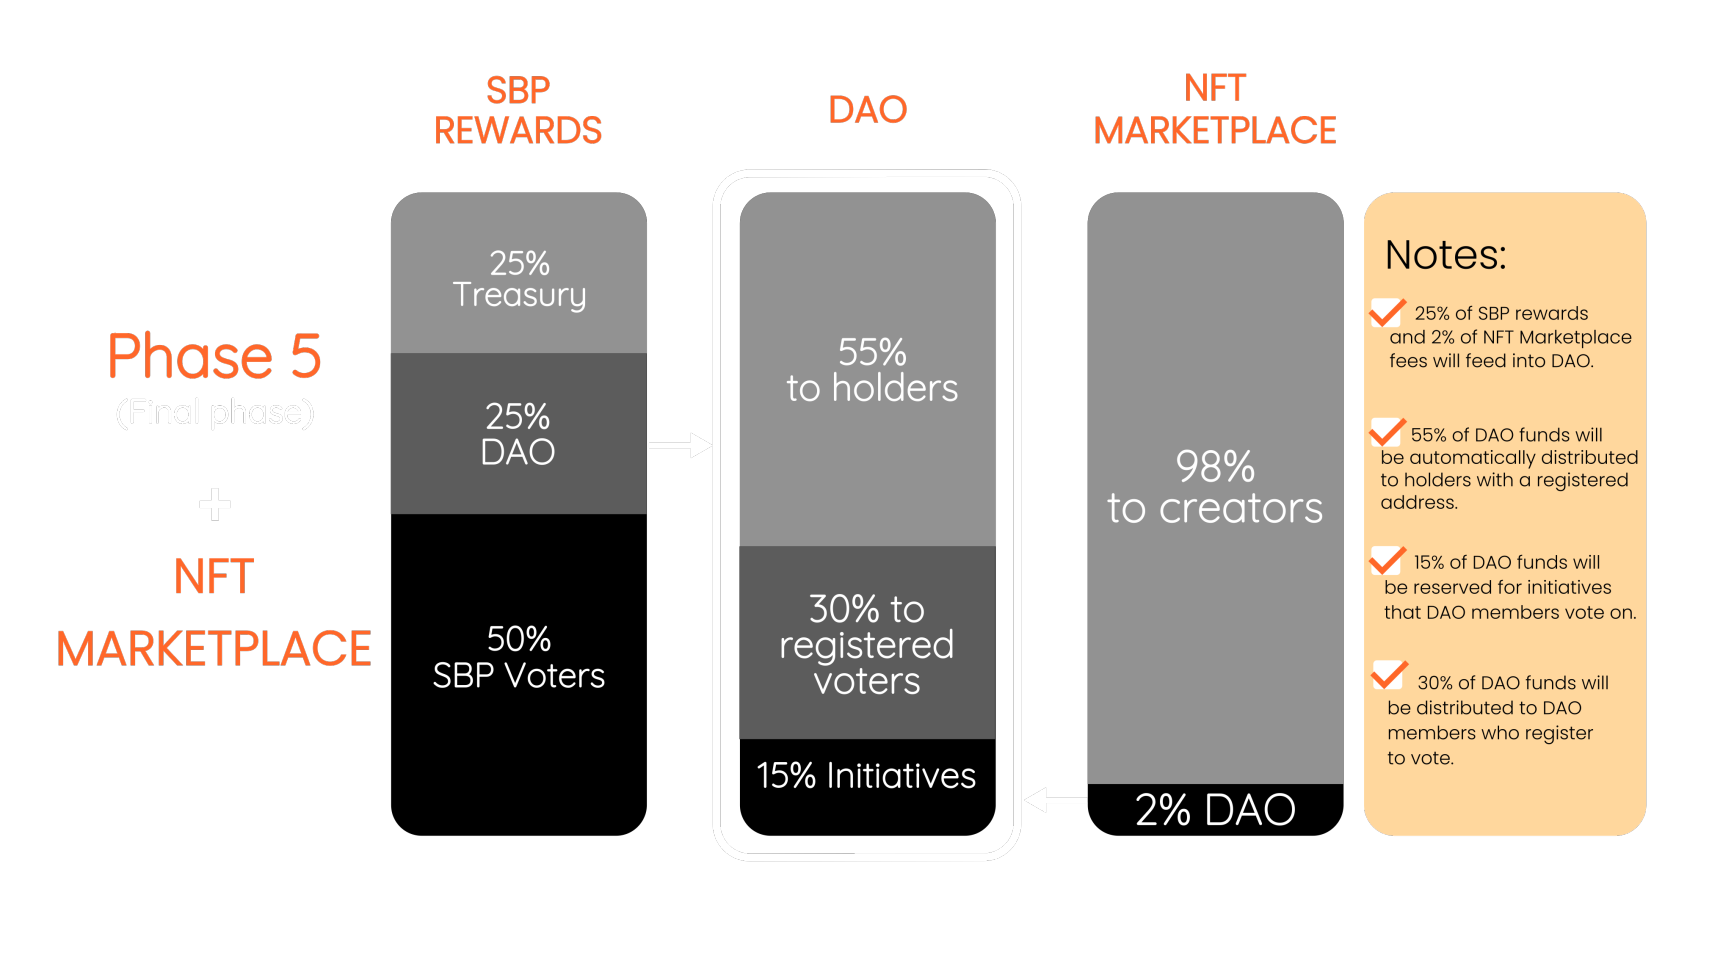 SBP
REWARDS
DAO
NFT
MARKETPLACE
Phase 5
(Final phase)
+
NFT
MARKETPLACE
25%
Treasury
25%
DAO
50%
SBP Voters
55%
to holders
30% to
registered
voters
15% Initiatives
98%
to creators
2% DAO
Notes:
25% of SBP rewards
and 2% of NFT Marketplace
fees will feed into DAO.
55% of DAO funds will
be automatically distributed
to holders with a registered
address.
15% of DAO funds will
be reserved for initiatives
that DAO members vote on.
30% of DAO funds will
be distributed to DAO
members who register
to vote.